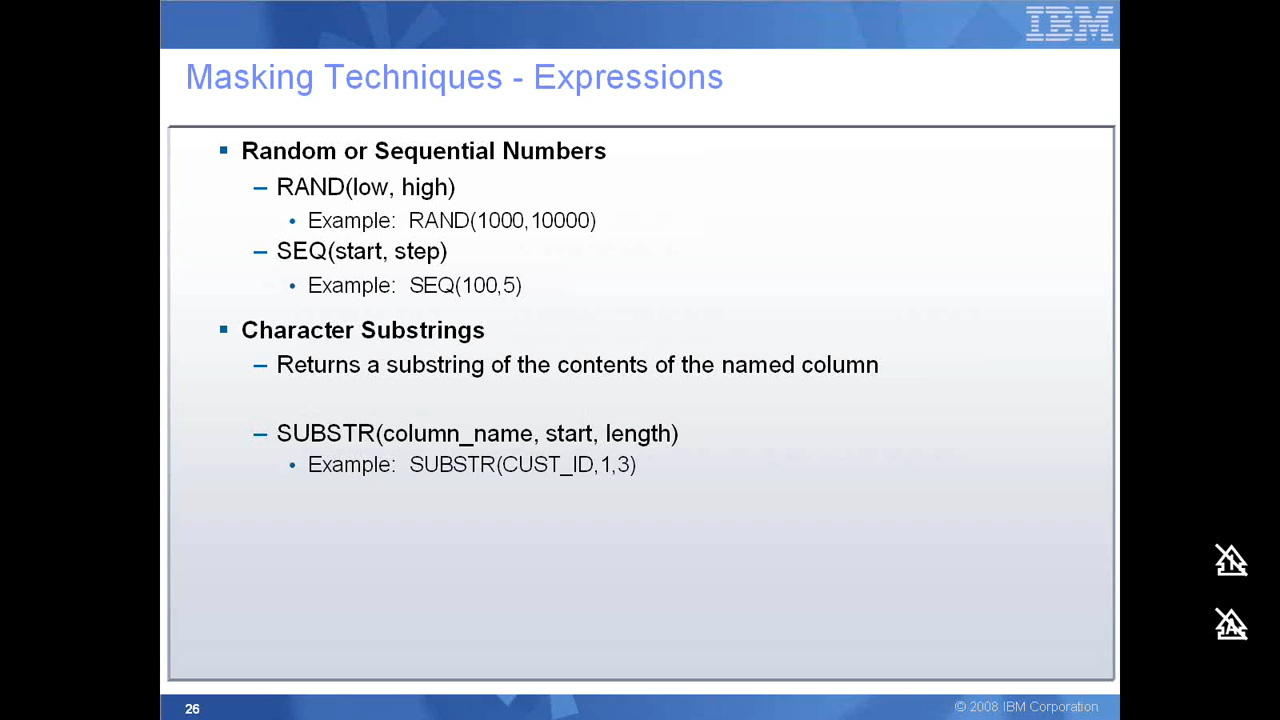 IBM
Masking Techniques - Expressions
Random or Sequential Numbers
– RAND(low, high)
• Example: RAND(1000,10000)
– SEQ(start, step)
• Example: SEQ(100,5)
Character Substrings
– Returns a substring of the contents of the named column
– SUBSTR(column_name, start, length)
• Example: SUBSTR(CUST_ID,1,3)
1
A
26
© 2008 IBM Corporation